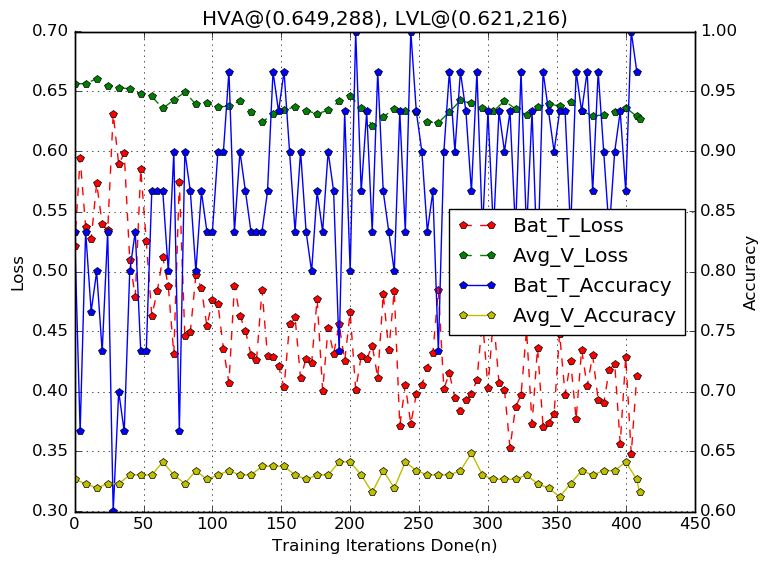 HVA@(0.649,288), LVL@(0.621,216)
0.70
0.65
0.60
0.55
0.50
0.45
0.40
0.35
0.30
Loss
1.00
0.95
0.90
0.85
0.80
0.75
0.70
0.65
0.60
Accuracy
Bat_T_Loss
Avg_V_Loss
Bat_T_Accuracy
Avg_V_Accuracy
0 50 100 150 200 250 300 350 400 450
Training Iterations Done(n)